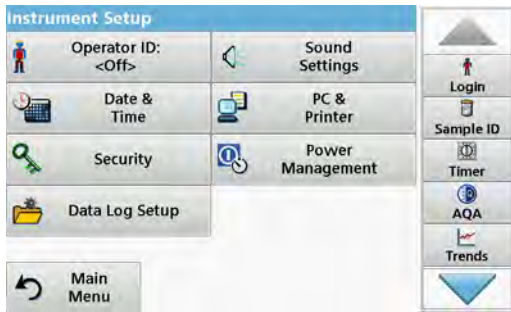 Instrument Setup
Operator ID:
<Off>
Sound
Settings
Date &
Time
PC &
Printer
Security
Power
Management
Data Log Setup
Main
Menu
Login
Sample ID
Timer
AQA
Trends